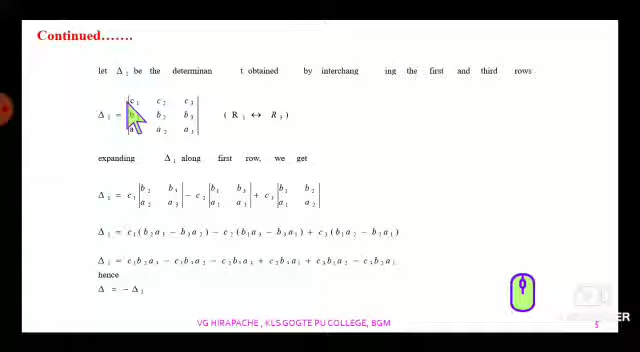 Continued…….
let Δ₁ be the determinan t obtained by interchang ing the first and third rows
Δ₁ = | c₁ c₂ c₃ |
| b b₂ b₃ | ( R₁ ↔ R₃ )
| a a₂ a₃ |
expanding Δ₁ along first row, we get
Δ₁ = c₁ | b₂ b₃ | − c₂ | b₁ b₃ | + c₃ | b₁ b₂ |
| a₂ a₃ | | a₁ a₃ | | a₁ a₂ |
Δ₁ = c₁( b₂a₃ − b₃a₂ ) − c₂( b₁a₃ − b₃a₁ ) + c₃( b₁a₂ − b₂a₁ )
Δ₁ = c₁b₂a₃ − c₁b₃a₂ − c₂b₁a₃ + c₂b₃a₁ + c₃b₁a₂ − c₃b₂a₁
hence
Δ = − Δ₁
VG HIRAPACHE , KLS GOGTE PU COLLEGE, BGM
5